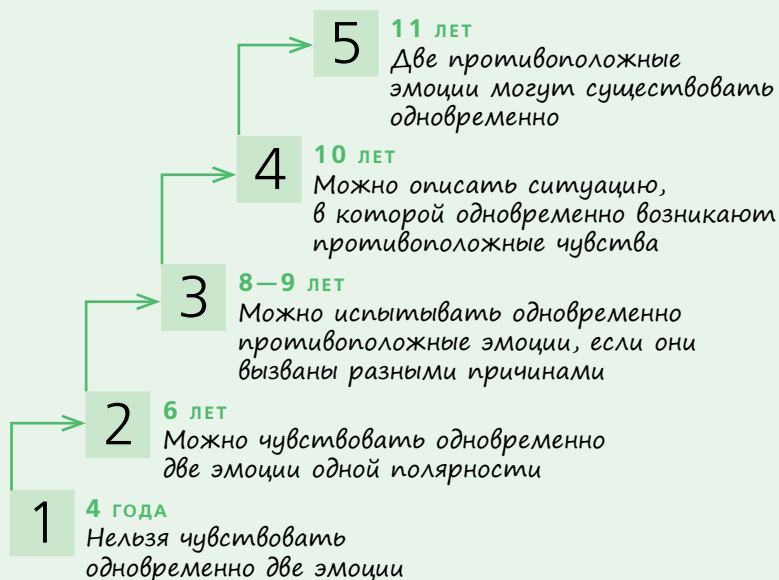 5
11 ЛЕТ
Две противоположные
эмоции могут существовать
одновременно
4
10 ЛЕТ
Можно описать ситуацию,
в которой одновременно возникают
противоположные чувства
3
8—9 ЛЕТ
Можно испытывать одновременно
противоположные эмоции, если они
вызваны разными причинами
2
6 ЛЕТ
Можно чувствовать одновременно
две эмоции одной полярности
1
4 ГОДА
Нельзя чувствовать
одновременно две эмоции